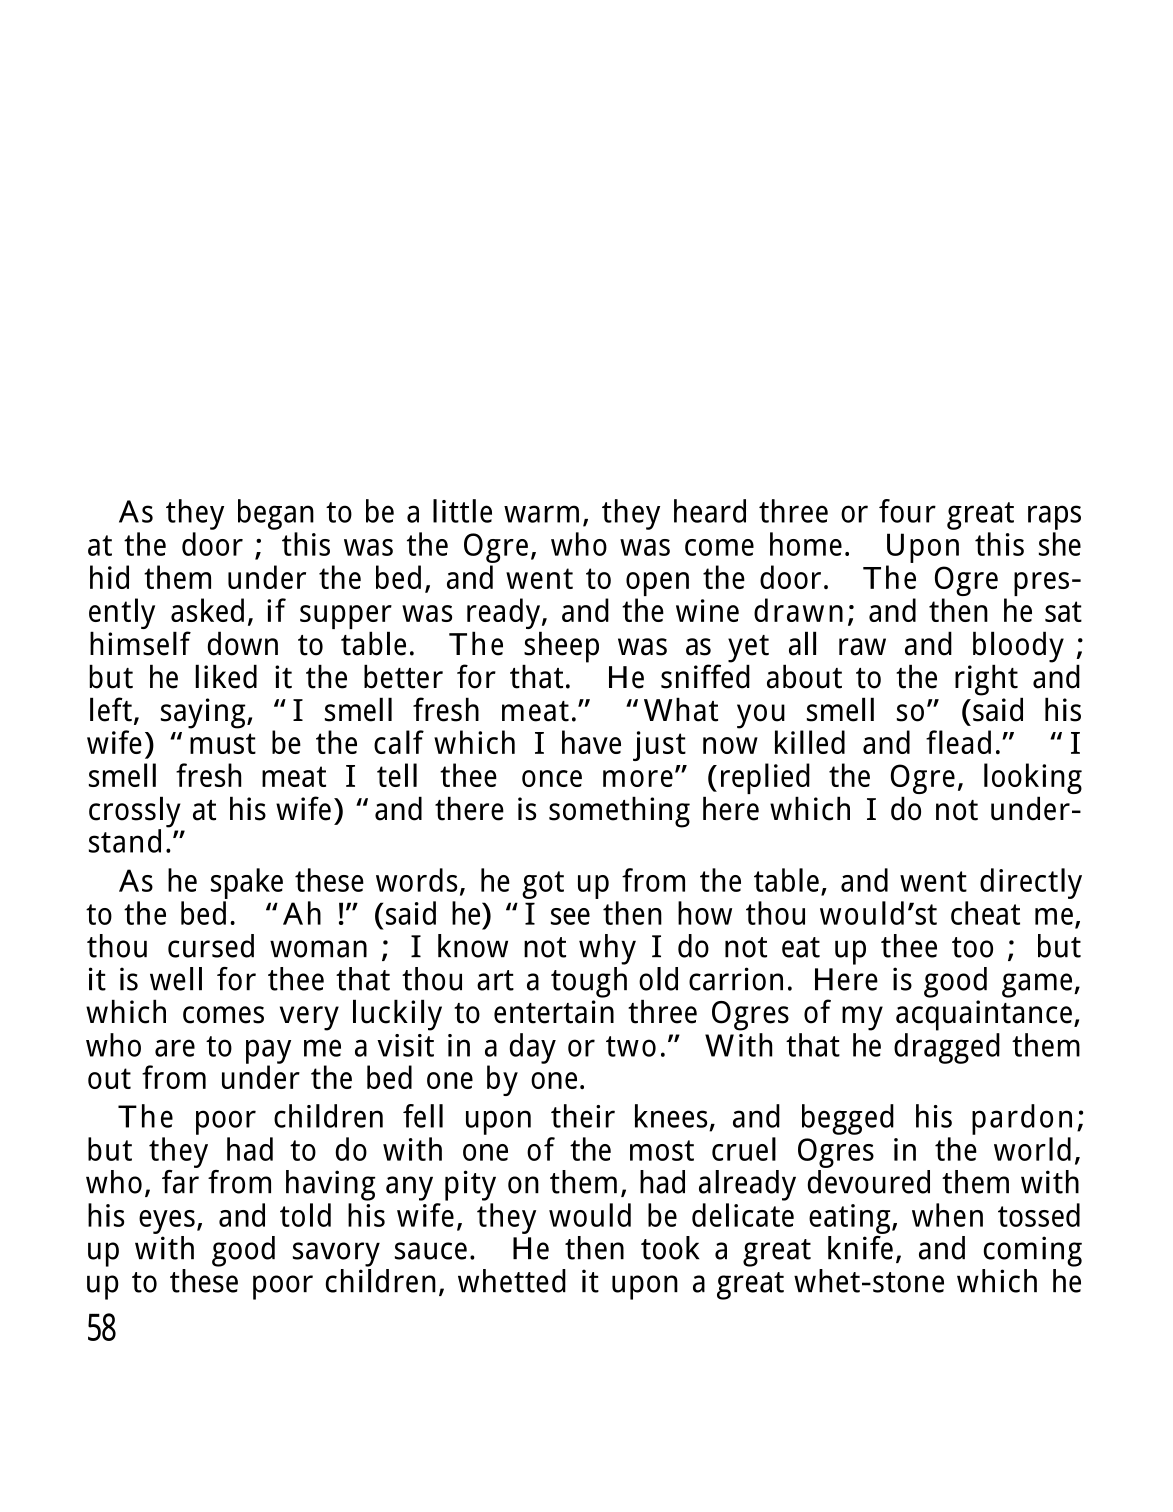 As they began to be a little warm, they heard three or four great raps
at the door ; this was the Ogre, who was come home. Upon this she
hid them under the bed, and went to open the door. The Ogre pres-
ently asked, if supper was ready, and the wine drawn; and then he sat
himself down to table. The sheep was as yet all raw and bloody ;
but he liked it the better for that. He sniffed about to the right and
left, saying, “I smell fresh meat.” “What you smell so” (said his
wife) “must be the calf which I have just now killed and flead.” “I
smell fresh meat I tell thee once more” (replied the Ogre, looking
crossly at his wife) “and there is something here which I do not under-
stand.”
As he spake these words, he got up from the table, and went directly
to the bed. “Ah !” (said he) “I see then how thou would’st cheat me,
thou cursed woman ; I know not why I do not eat up thee too ; but
it is well for thee that thou art a tough old carrion. Here is good game,
which comes very luckily to entertain three Ogres of my acquaintance,
who are to pay me a visit in a day or two.” With that he dragged them
out from under the bed one by one.
The poor children fell upon their knees, and begged his pardon;
but they had to do with one of the most cruel Ogres in the world,
who, far from having any pity on them, had already devoured them with
his eyes, and told his wife, they would be delicate eating, when tossed
up with good savory sauce. He then took a great knife, and coming
up to these poor children, whetted it upon a great whet-stone which he
58